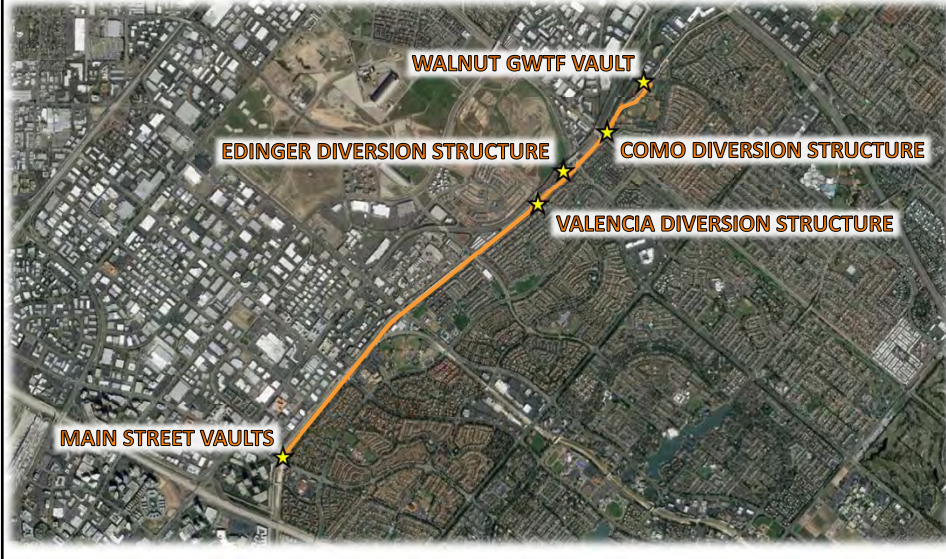 WALNUT GWTF VAULT
EDINGER DIVERSION STRUCTURE
COMO DIVERSION STRUCTURE
VALENCIA DIVERSION STRUCTURE
MAIN STREET VAULTS